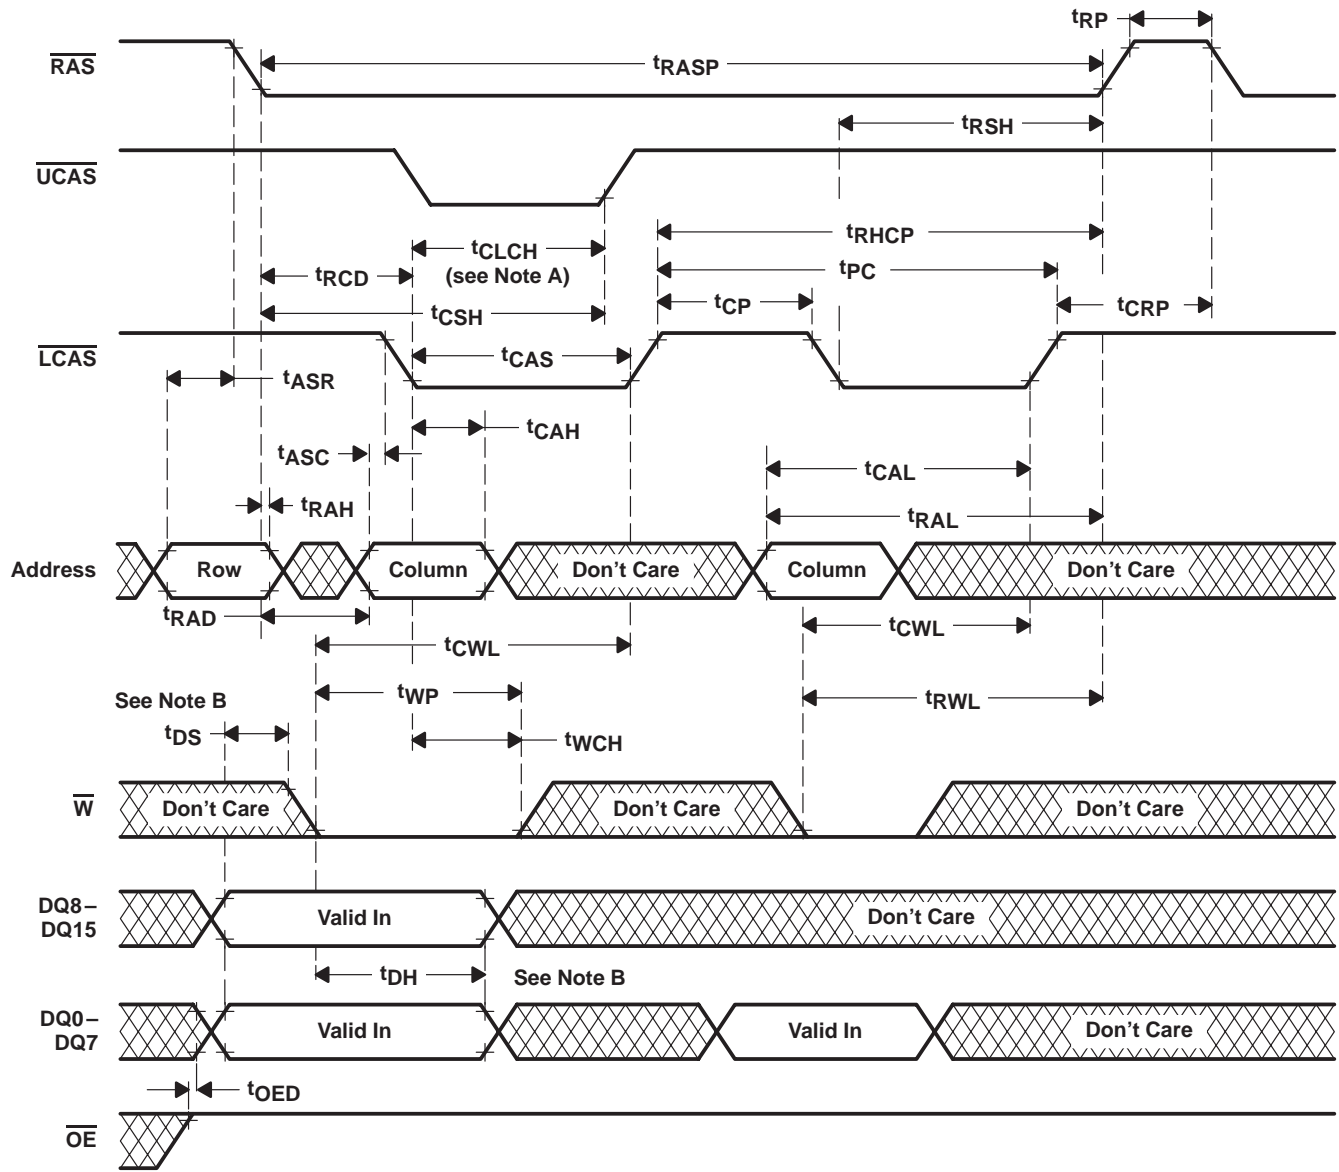 tRP
RAS
tRASP
tRSH
UCAS
tCLCH
(see Note A)
tRHCP
tRCD
tPC
tCSH
tCP
tCRP
LCAS
tCAS
tASR
tCAH
tASC
tCAL
tRAH
tRAL
Address
Row
Column
Don't Care
Column
Don't Care
tRAD
tCWL
tCWL
See Note B
tWP
tRWL
tDS
tWCH
W
Don't Care
Don't Care
Don't Care
DQ8–
DQ15
Valid In
Don't Care
tDH
See Note B
DQ0–
DQ7
Valid In
Valid In
Don't Care
tOED
OE